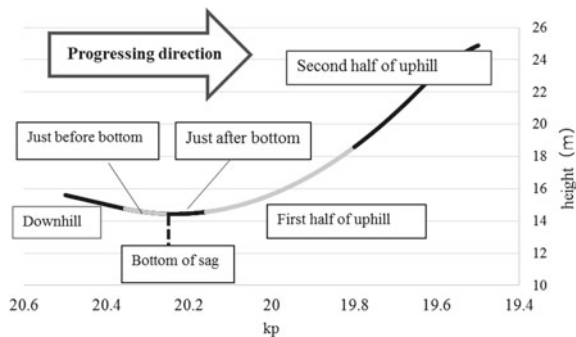 Progressing direction
Second half of uphill
Just before bottom
Just after bottom
Downhill
First half of uphill
Bottom of sag
26
24
22
20
18
16
14
12
10
height (m)
20.6
20.4
20.2
20
19.8
19.6
19.4
kp